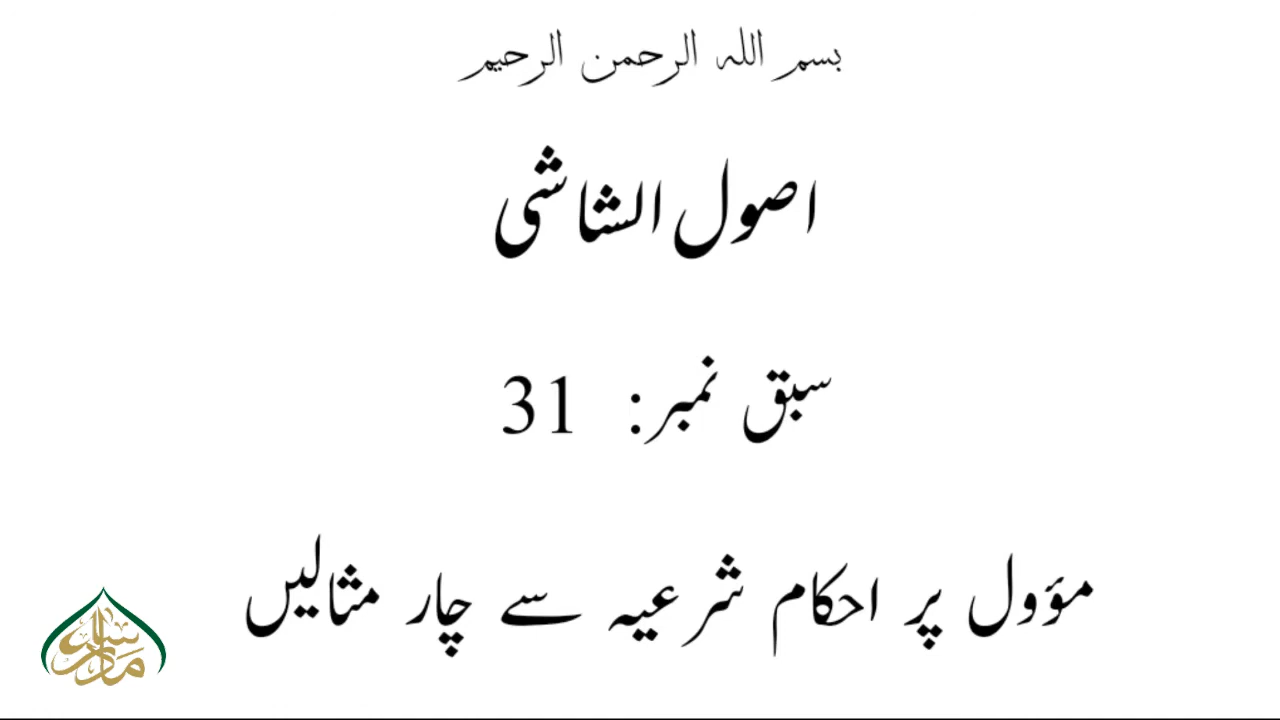 بسم اللہ الرحمن الرحیم
اصول الشاشی
سبق نمبر: 31
مؤول پر احکام شرعیہ سے چار مثالیں